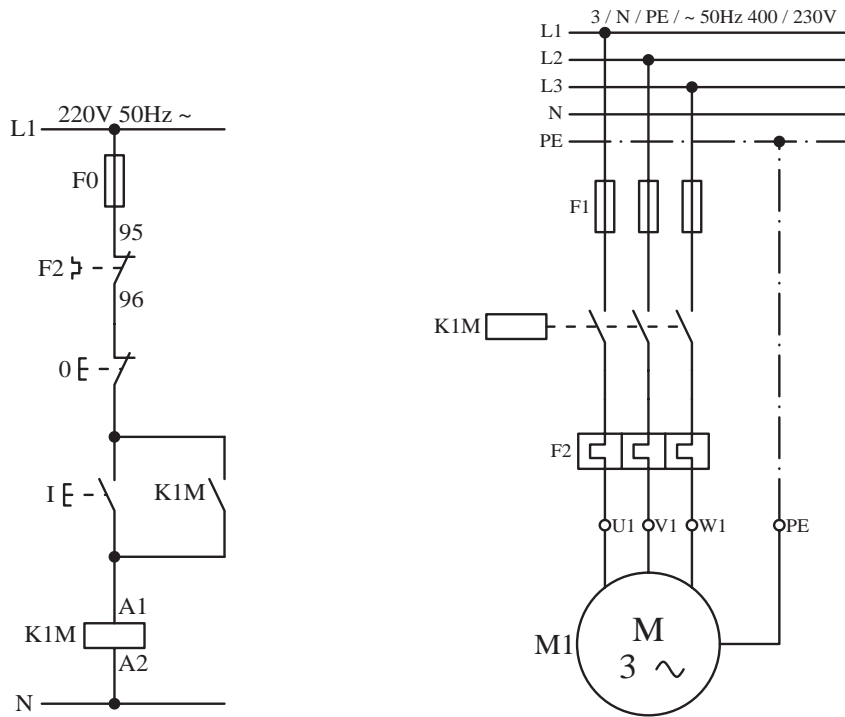 220V 50Hz ~
L1
F0
95
F2
96
0
I
K1M
A1
K1M
A2
N
3 / N / PE / ~ 50Hz 400 / 230V
L1
L2
L3
N
PE
F1
K1M
F2
U1 V1 W1 PE
M1
M
3 ~